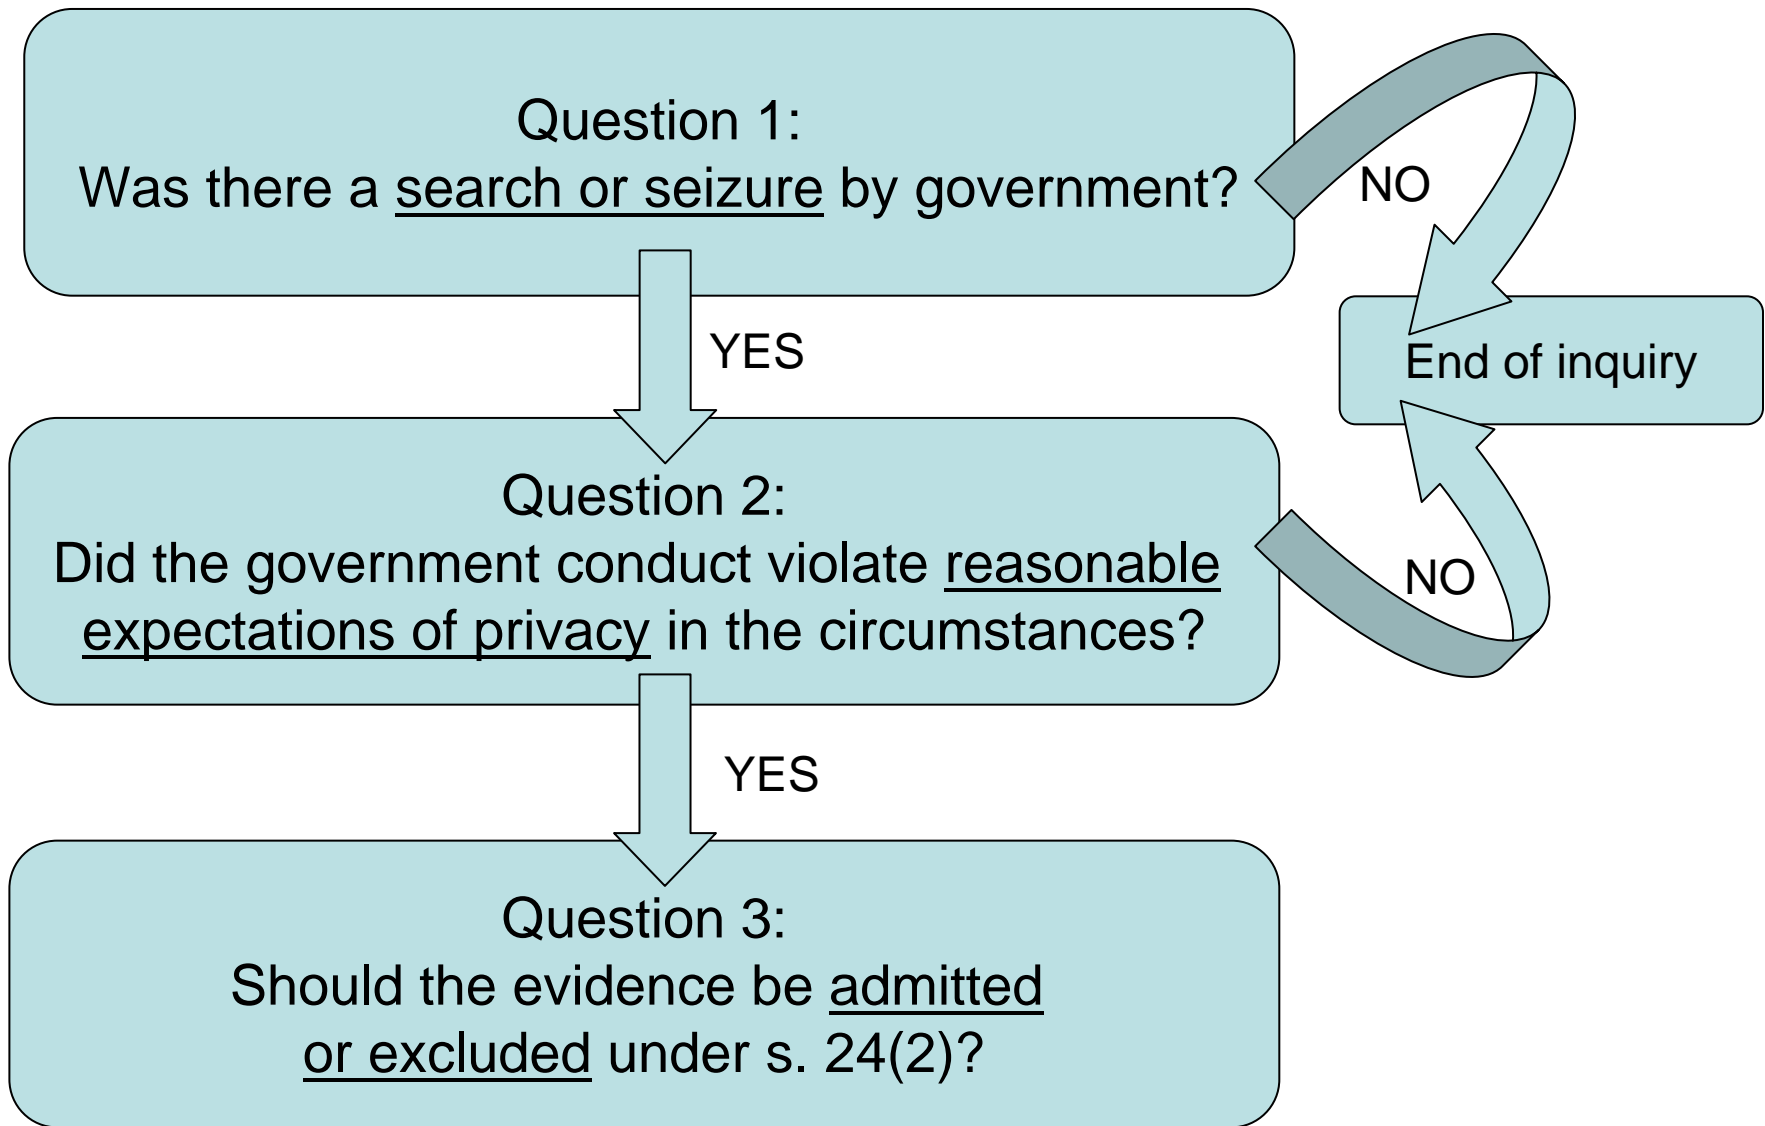 Question 1:
Was there a search or seizure by government?
NO
YES
End of inquiry
Question 2:
Did the government conduct violate reasonable
expectations of privacy in the circumstances?
NO
YES
Question 3:
Should the evidence be admitted
or excluded under s. 24(2)?